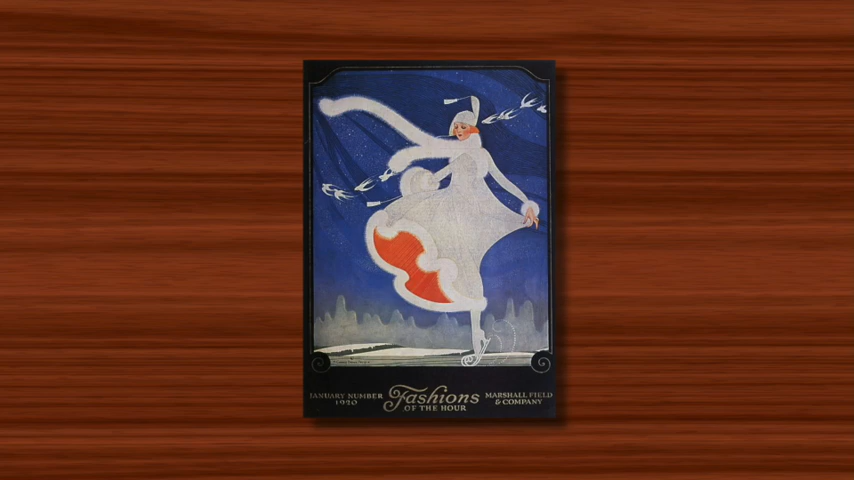 JANUARY NUMBER
1920
Fashions
OF THE HOUR
MARSHALL FIELD
& COMPANY